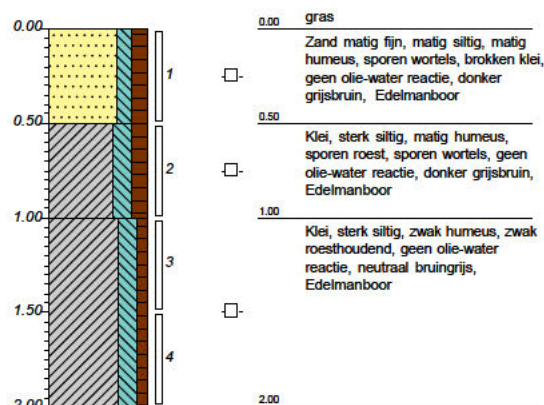 0.00
0.00
gras
Zand matig fijn, matig siltig, matig
humeus, sporen wortels, brokken klei,
geen olie-water reactie, donker
grijsbruin, Edelmanboor
1
0.50
0.50
Klei, sterk siltig, matig humeus,
sporen roest, sporen wortels, geen
olie-water reactie, donker grijsbruin,
Edelmanboor
2
1.00
1.00
Klei, sterk siltig, zwak humeus, zwak
roesthoudend, geen olie-water
reactie, neutraal bruingrijs,
Edelmanboor
3
1.50
4
2.00
2.00